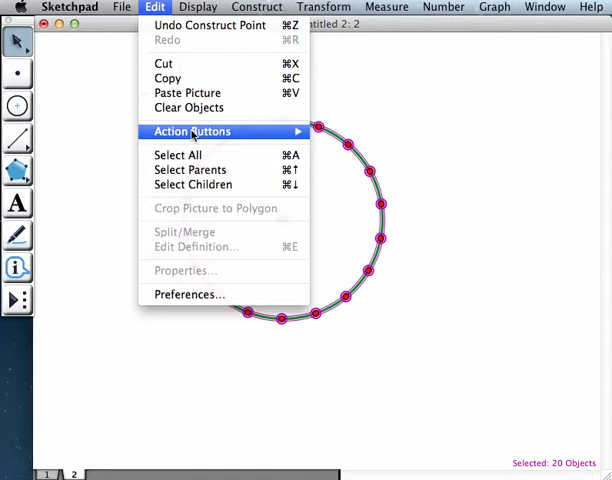 Sketchpad File Edit Display Construct Transform Measure Number Graph Window Help
ntitled 2: 2
Undo Construct Point ⌘Z
Redo ⌘R
Cut ⌘X
Copy ⌘C
Paste Picture ⌘V
Clear Objects
Action Buttons
Select All ⌘A
Select Parents ⌘↑
Select Children ⌘↓
Crop Picture to Polygon
Split/Merge
Edit Definition... ⌘E
Properties...
Preferences...
A
Selected: 20 Objects
1 2